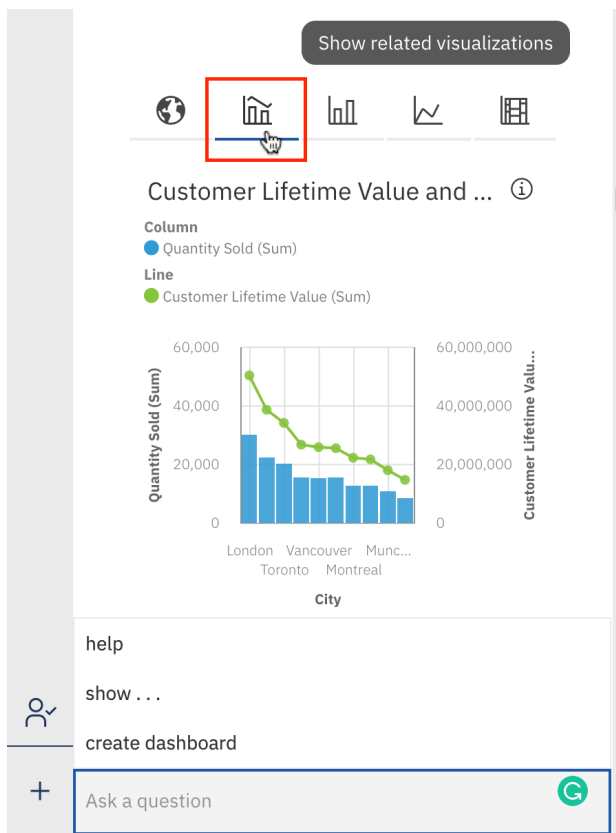 Show related visualizations
Customer Lifetime Value and ...
Column
Quantity Sold (Sum)
Line
Customer Lifetime Value (Sum)
60,000
40,000
20,000
0
Quantity Sold (Sum)
60,000,000
40,000,000
20,000,000
0
Customer Lifetime Valu...
London Vancouver Munc...
Toronto Montreal
City
help
show . . .
create dashboard
Ask a question